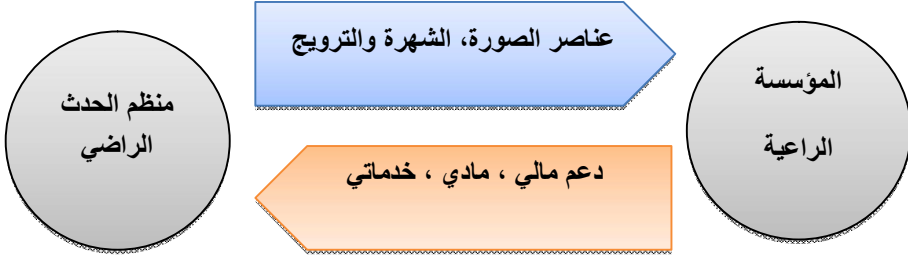 عناصر الصورة، الشهرة والترويج
المؤسسة
الراعية
منظم الحدث
الراضي
دعم مالي ، مادي ، خدماتي